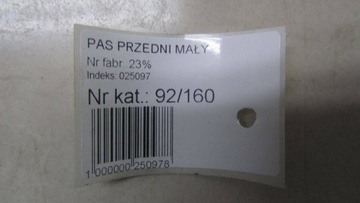 PAS PRZEDNI MAŁY
Nr fabr. 23%
Indeks: 025097
Nr kat.: 92/160
1 000000 250978